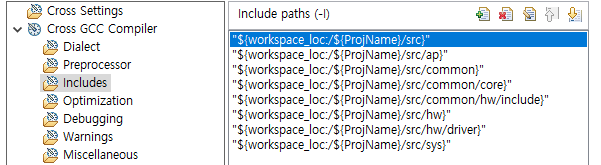 Cross Settings
Cross GCC Compiler
Dialect
Preprocessor
Includes
Optimization
Debugging
Warnings
Miscellaneous
Include paths (-I)
"${workspace_loc:/${ProjName}/src}"
"${workspace_loc:/${ProjName}/src/ap}"
"${workspace_loc:/${ProjName}/src/common}"
"${workspace_loc:/${ProjName}/src/common/core}"
"${workspace_loc:/${ProjName}/src/common/hw/include}"
"${workspace_loc:/${ProjName}/src/hw}"
"${workspace_loc:/${ProjName}/src/hw/driver}"
"${workspace_loc:/${ProjName}/src/sys}"